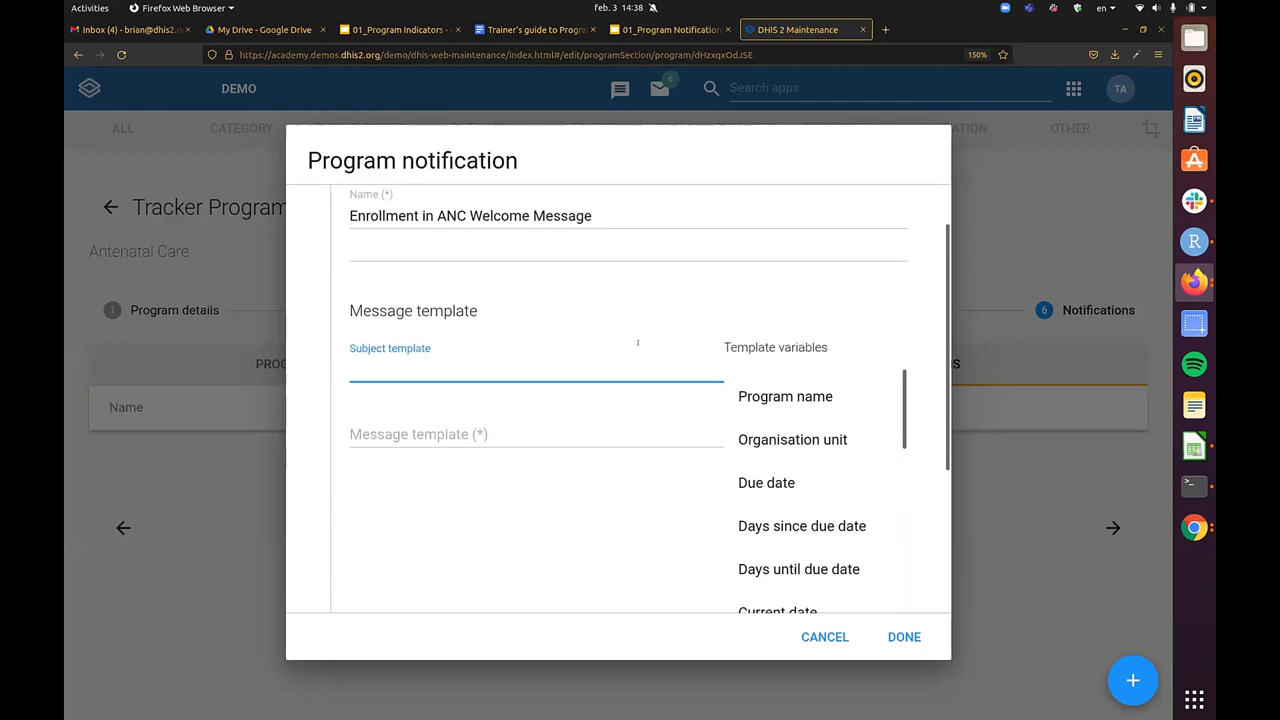 Activities
Firefox Web Browser
feb. 3 14:38
en
Inbox (4) - brian@dhis2.o
My Drive - Google Drive
01_Program Indicators -
Trainer's guide to Progra
01_Program Notification
DHIS 2 Maintenance
https://academy.demos.dhis2.org/demo/dhis-web-maintenance/index.html#/edit/programSection/program/dHzxqxOdJSE
150%
DEMO
6
Search apps
TA
ALL
CATEGORY
OTHER
Tracker Program
Antenatal Care
1 Program details
6 Notifications
Name
Program notification
Name (*)
Enrollment in ANC Welcome Message
Message template
Subject template
Template variables
Program name
Message template (*)
Organisation unit
Due date
Days since due date
Days until due date
Current date
CANCEL
DONE